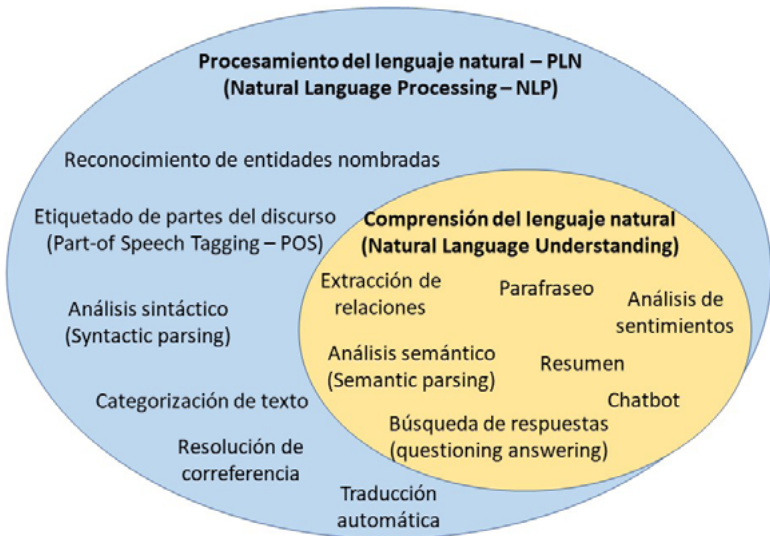 Procesamiento del lenguaje natural – PLN
(Natural Language Processing – NLP)
Reconocimiento de entidades nombradas
Etiquetado de partes del discurso
(Part-of Speech Tagging – POS)
Análisis sintáctico
(Syntactic parsing)
Categorización de texto
Resolución de
correferencia
Traducción
automática
Comprensión del lenguaje natural
(Natural Language Understanding)
Extracción de
relaciones
Parafraseo
Análisis de
sentimientos
Análisis semántico
(Semantic parsing)
Resumen
Chatbot
Búsqueda de respuestas
(questioning answering)